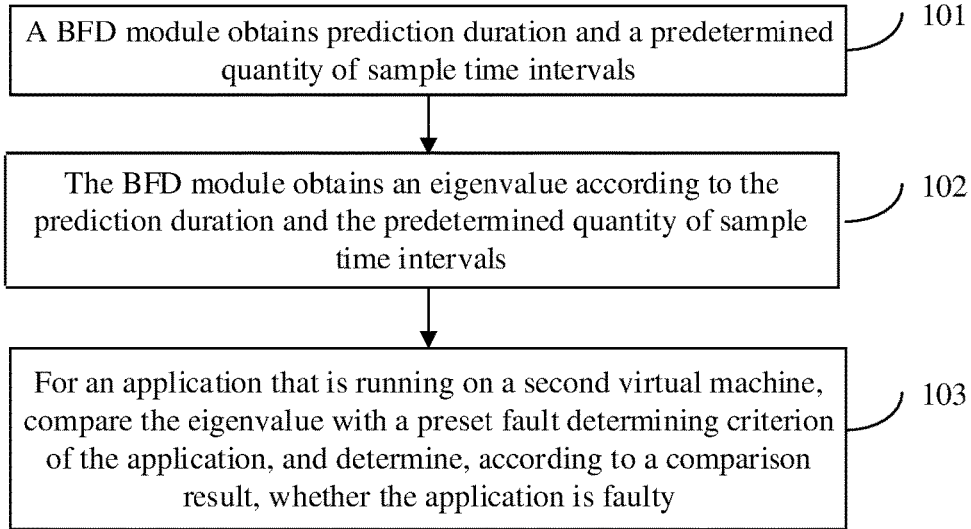 A BFD module obtains prediction duration and a predetermined
quantity of sample time intervals
101
The BFD module obtains an eigenvalue according to the
prediction duration and the predetermined quantity of sample
time intervals
102
For an application that is running on a second virtual machine,
compare the eigenvalue with a preset fault determining criterion
of the application, and determine, according to a comparison
result, whether the application is faulty
103